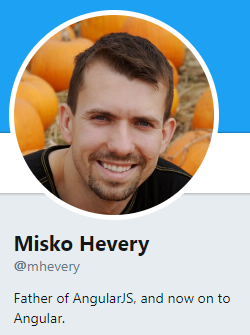 Misko Hevery
@mhevery
Father of AngularJS, and now on to
Angular.